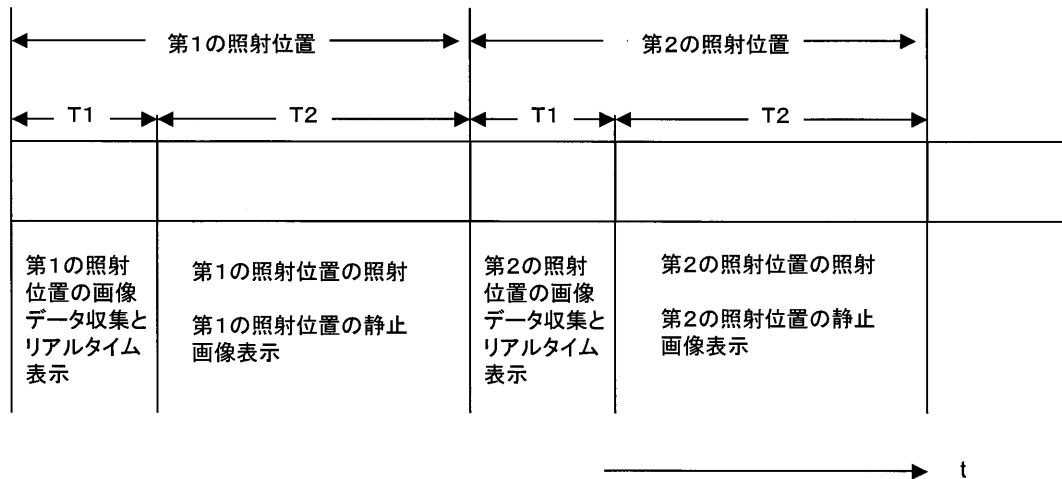 第1の照射位置
第2の照射位置
T1
T2
T1
T2
第1の照射
位置の画像
データ収集と
リアルタイム
表示
第1の照射位置の照射
第1の照射位置の静止
画像表示
第2の照射
位置の画像
データ収集と
リアルタイム
表示
第2の照射位置の照射
第2の照射位置の静止
画像表示
t